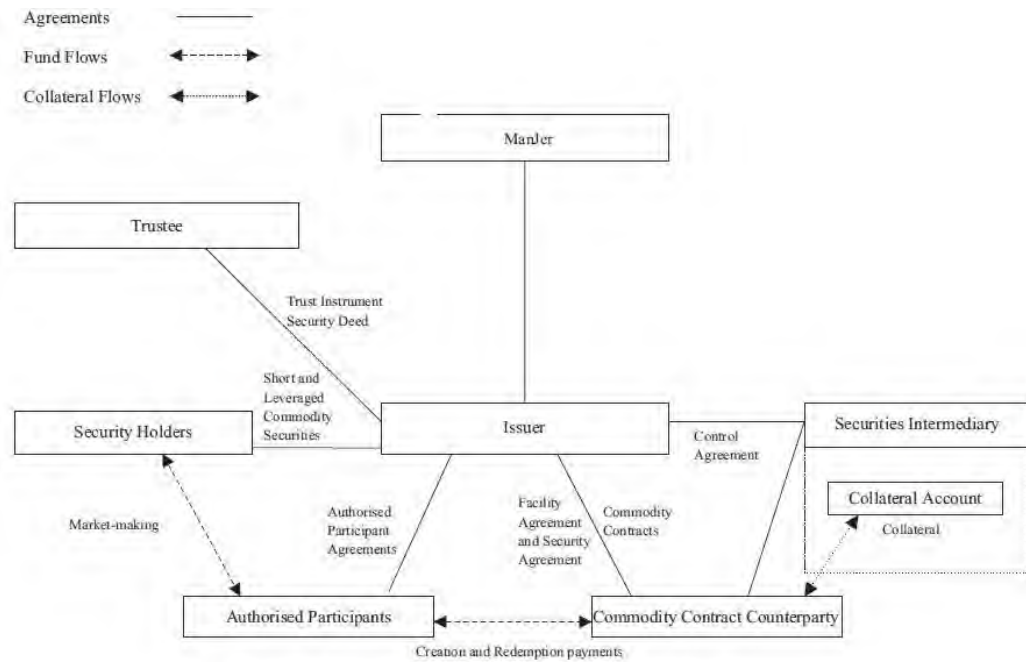 Agreements
Fund Flows
Collateral Flows
ManJer
Trustee
Trust Instrument
Security Deed
Short and
Leveraged
Commodity
Securities
Security Holders
Issuer
Securities Intermediary
Control
Agreement
Collateral Account
Collateral
Market-making
Authorised
Participant
Agreements
Facility
Agreement
and Security
Agreement
Commodity
Contracts
Authorised Participants
Commodity Contract Counterparty
Creation and Redemption payments